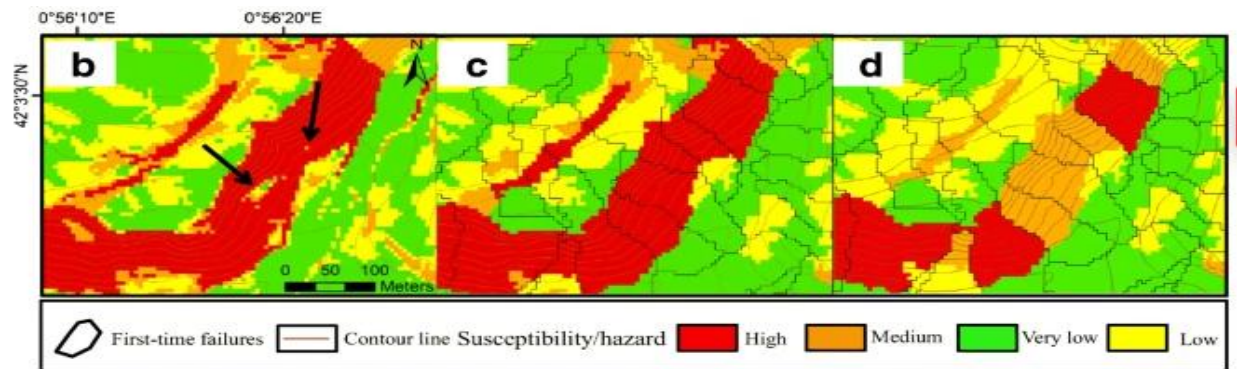 0°56'10"E 0°56'20"E
42°3'30"N
b
N
c
d
0 50 100
Meters
First-time failures Contour line Susceptibility/hazard High Medium Very low Low